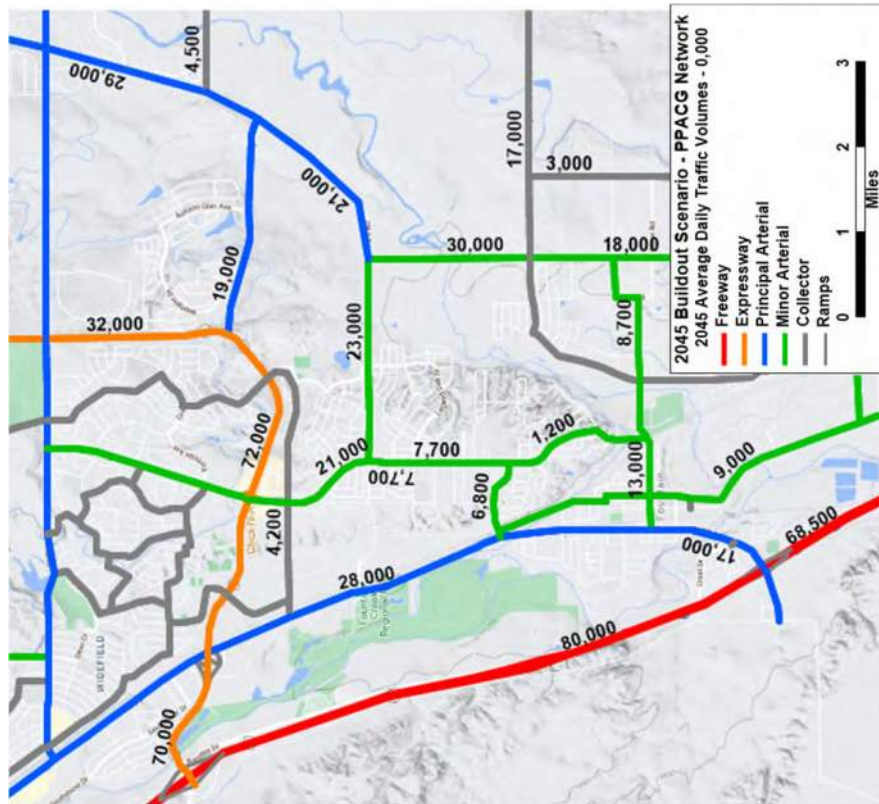 29,000
4,500
17,000
3,000
21,000
19,000
30,000
18,000
32,000
23,000
8,700
72,000
21,000
7,700
7,700
1,200
4,200
6,800
13,000
9,000
28,000
17,000
68,500
80,000
70,000
WIDEFIELD
2045 Buildout Scenario - PPACG Network
2045 Average Daily Traffic Volumes - 0,000
Freeway
Expressway
Principal Arterial
Minor Arterial
Collector
Ramps
0
1
2
3
Miles